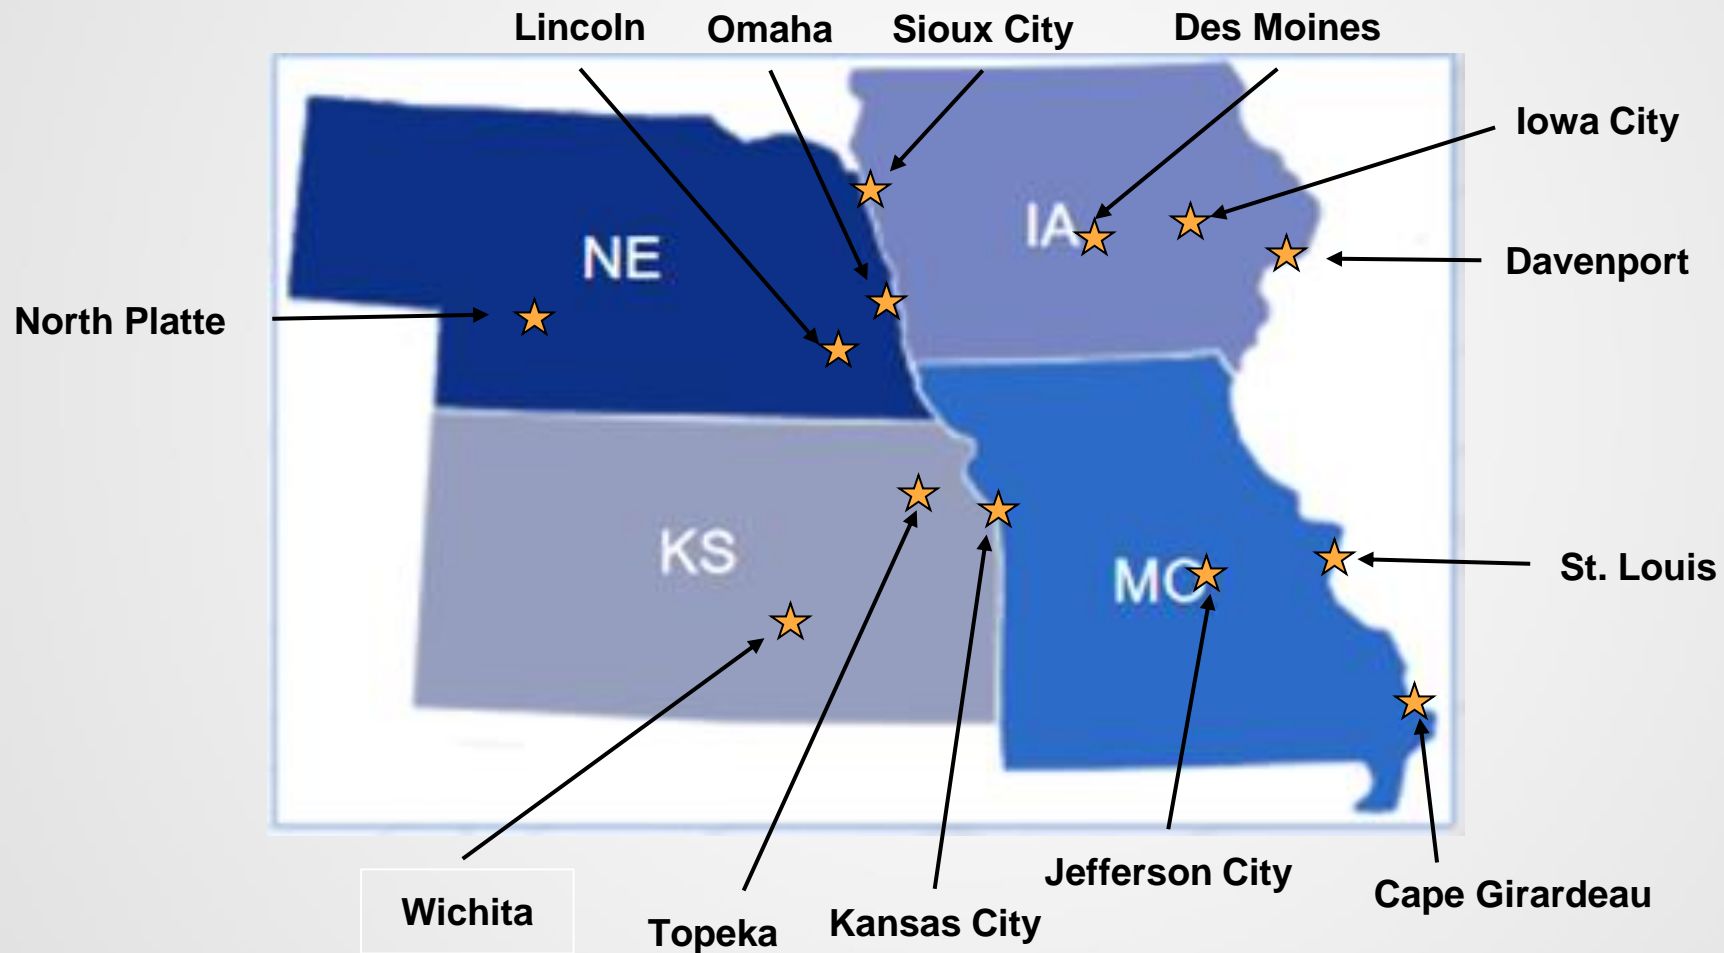 Lincoln
Omaha
Sioux City
Des Moines
Iowa City
NE
IA
Davenport
North Platte
KS
MO
St. Louis
Jefferson City
Cape Girardeau
Wichita
Topeka
Kansas City